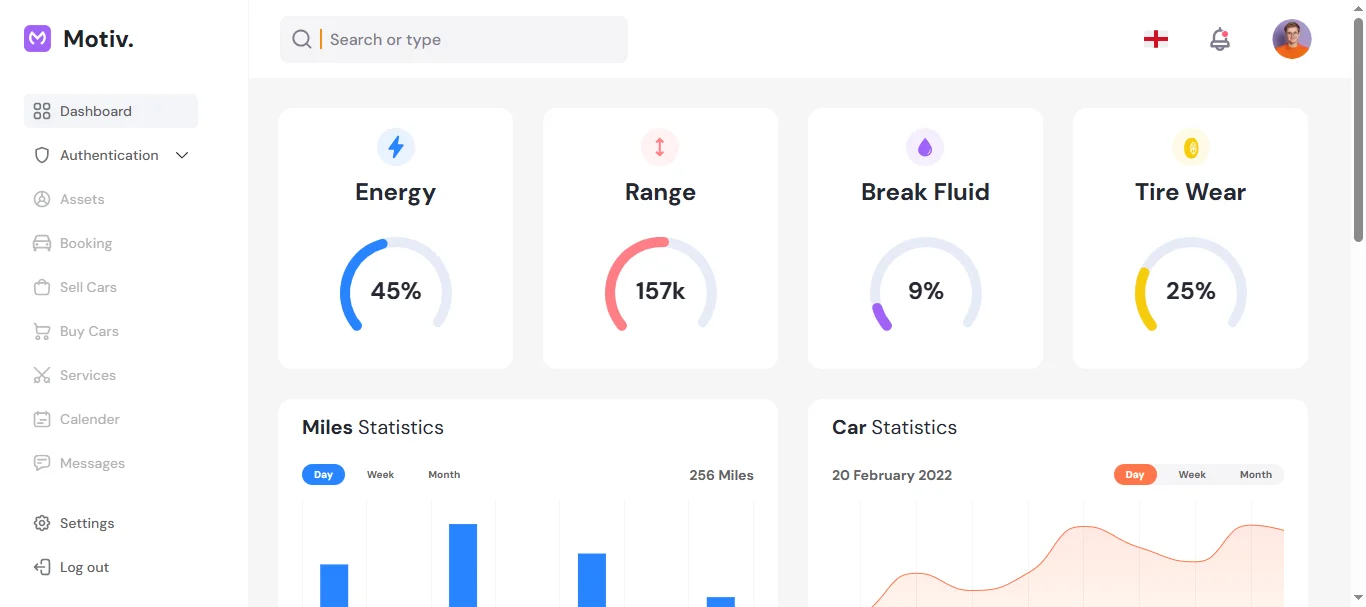 Motiv.
Search or type
Dashboard
Authentication
Assets
Booking
Sell Cars
Buy Cars
Services
Calender
Messages
Settings
Log out
Energy
45%
Range
157k
Break Fluid
9%
Tire Wear
25%
Miles Statistics
Day Week Month
256 Miles
Car Statistics
20 February 2022
Day Week Month